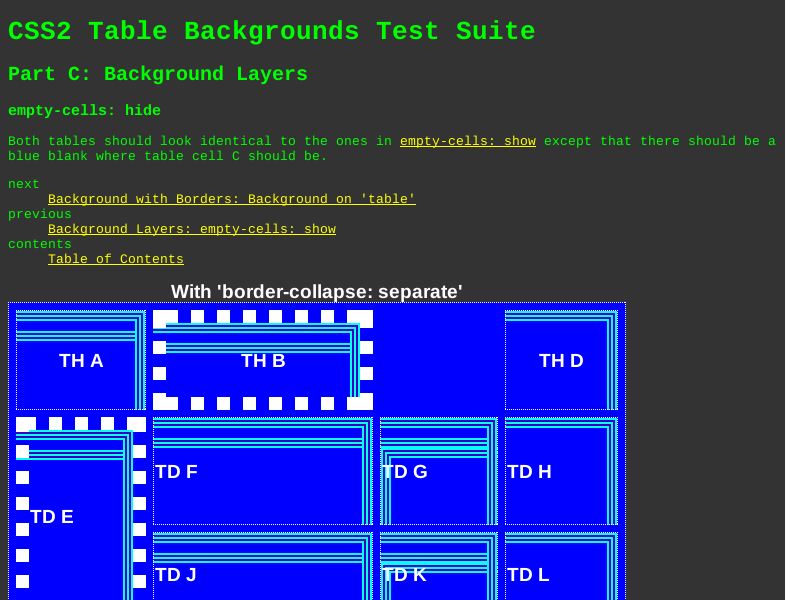 CSS2 Table Backgrounds Test Suite
Part C: Background Layers
empty-cells: hide
Both tables should look identical to the ones in empty-cells: show except that there should be a
blue blank where table cell C should be.
next
Background with Borders: Background on 'table'
previous
Background Layers: empty-cells: show
contents
Table of Contents
With 'border-collapse: separate'
TH A TH B TH D
TD F TD G TD H
TD E
TD J TD K TD L